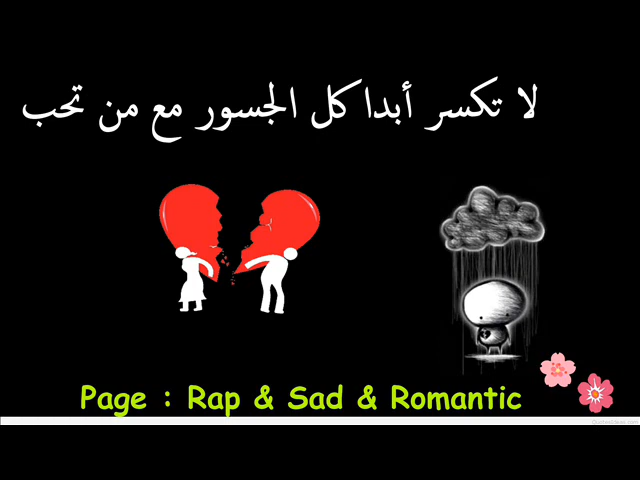 لا تكسر أبدا كل الجسور مع من تحب
Page : Rap & Sad & Romantic